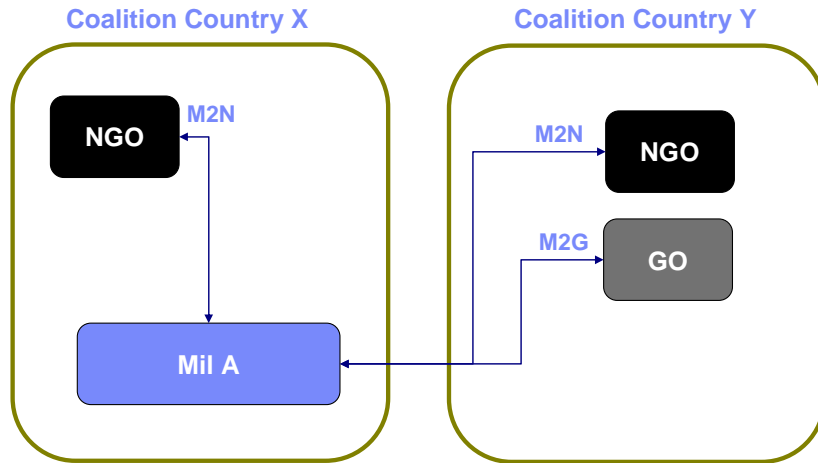 Coalition Country X
Coalition Country Y
M2N
NGO
M2N
NGO
M2G
GO
Mil A